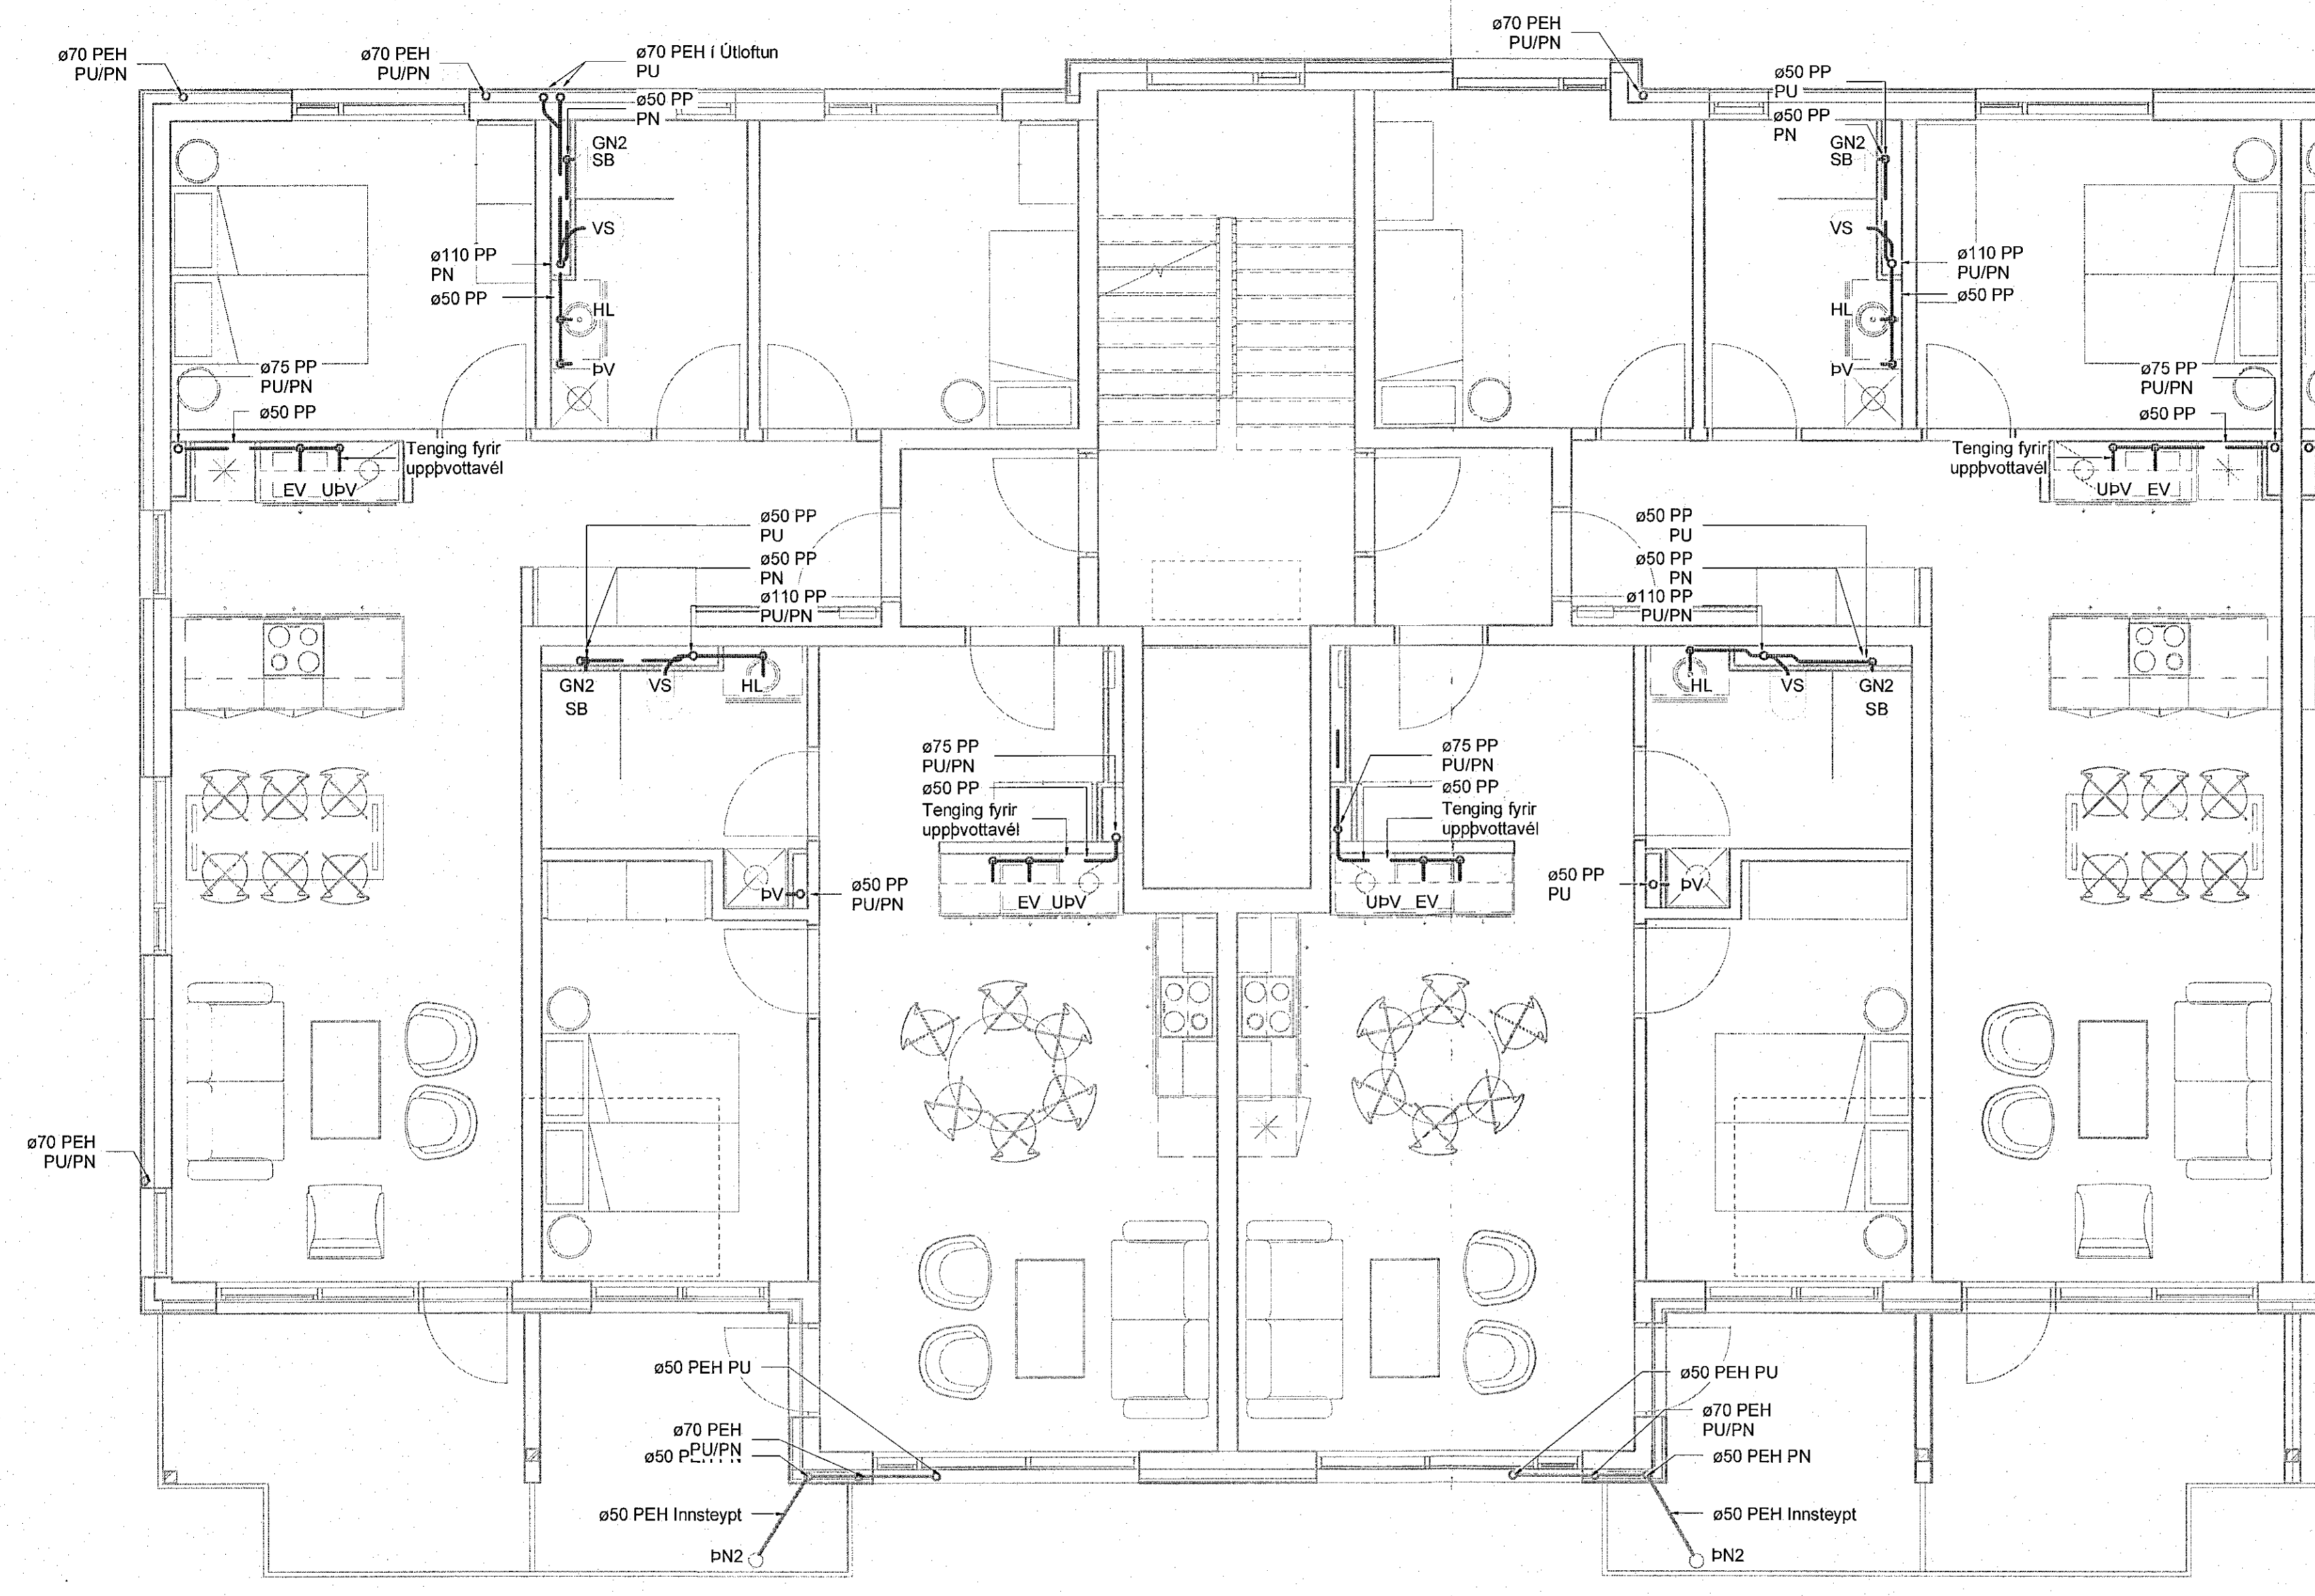 ø70 PEH
PU/PN
ø70 PEH
PU/PN
ø70 PEH í Útloftun
PU
ø70 PEH
PU/PN
ø50 PP
PN
GN2
SB
VS
ø110 PP
PN
ø50 PP
HL
ÞV
ø50 PP
PU
ø50 PP
PN
GN2
SB
VS
ø110 PP
PU/PN
ø50 PP
HL
ÞV
ø75 PP
PU/PN
ø50 PP
Tenging fyrir
uppþvottavél
EV UÞV
ø75 PP
PU/PN
ø50 PP
Tenging fyrir
uppþvottavél
UÞV EV
ø50 PP
PU
ø50 PP
PN
ø110 PP
PU/PN
GN2
SB
VS
HL
ø50 PP
PU
ø50 PP
PN
ø110 PP
PU/PN
HL
VS
GN2
SB
ø75 PP
PU/PN
ø50 PP
Tenging fyrir
uppþvottavél
EV UÞV
ø75 PP
PU/PN
ø50 PP
Tenging fyrir
uppþvottavél
UÞV EV
ÞV
ø50 PP
PU/PN
ø50 PP
PU
ÞV
ø70 PEH
PU/PN
ø50 PEH PU
ø70 PEH
PU/PN
ø50
ø50 PEH Innsteypt
ÞN2
ø50 PEH PU
ø70 PEH
PU/PN
ø50 PEH PN
ø50 PEH Innsteypt
ÞN2